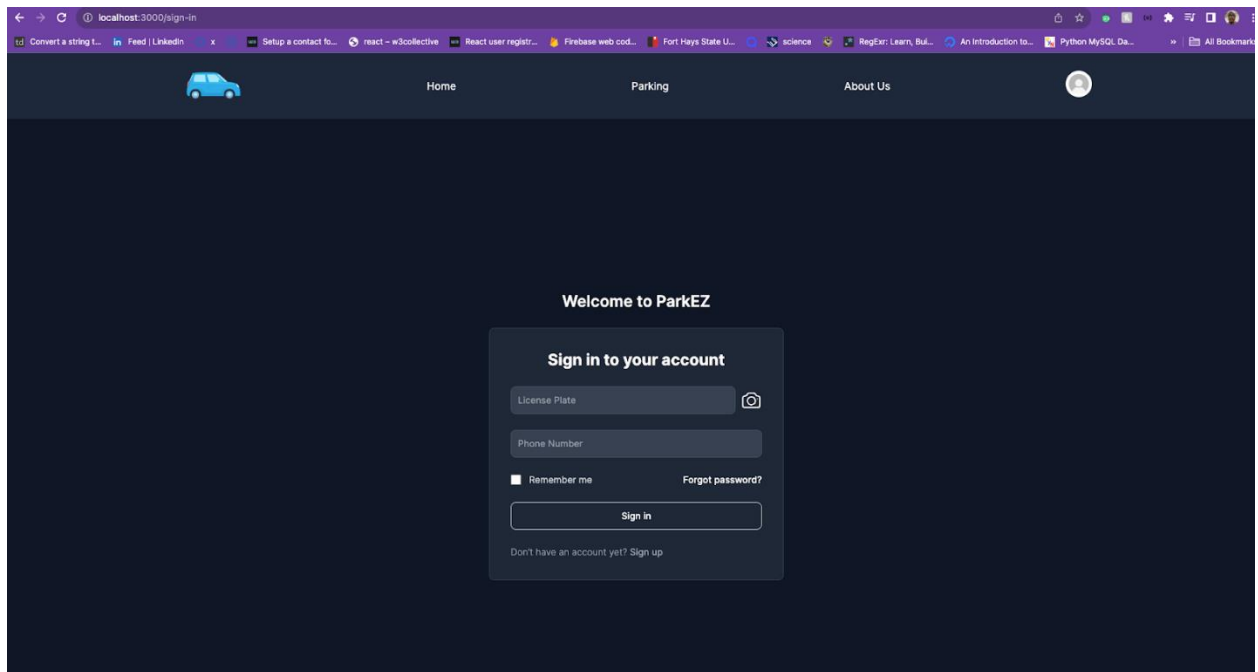 localhost:3000/sign-in
td Convert a string t... in Feed | LinkedIn x Setup a contact fo... react – w3collective React user registr... Firebase web cod... Fort Hays State U... science RegExr: Learn, Bui... An Introduction to... Python MySQL Da... » All Bookmarks
Home Parking About Us
Welcome to ParkEZ
Sign in to your account
License Plate
Phone Number
Remember me Forgot password?
Sign in
Don't have an account yet? Sign up